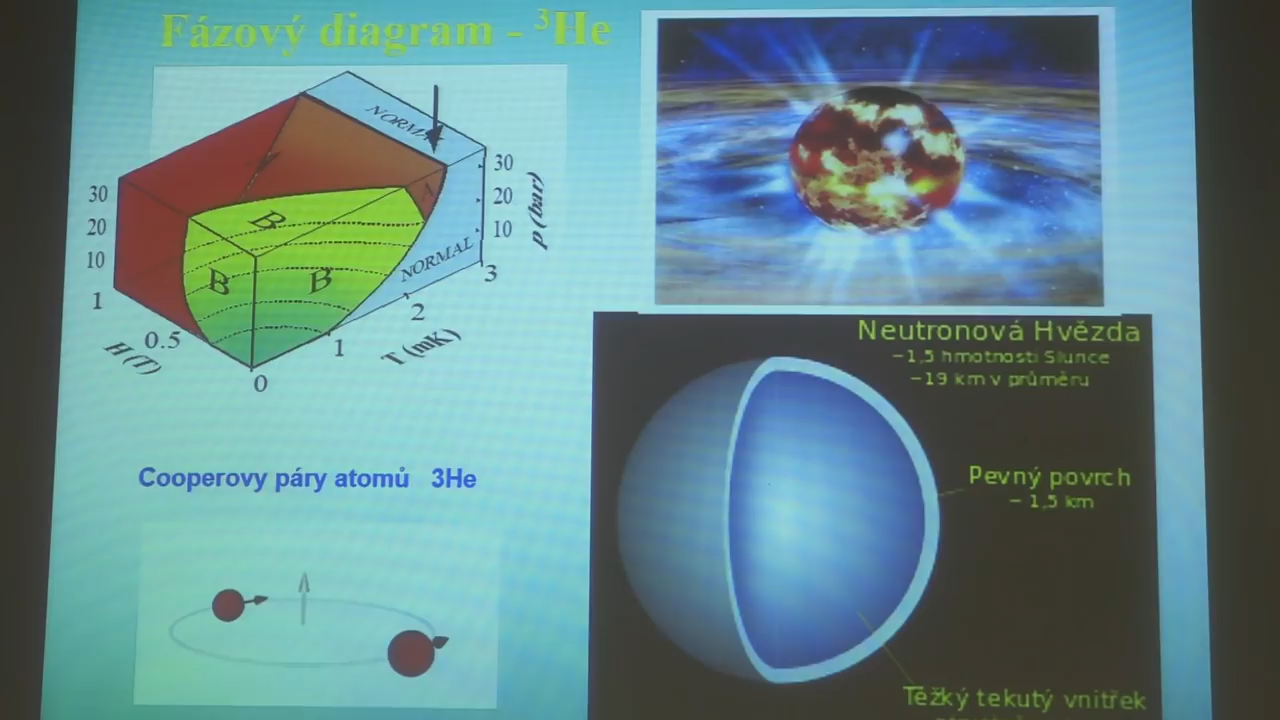 Fázový diagram - ³He
NORMAL
A
30
20
10
p (bar)
30
20
10
B
B
B
NORMAL
A
3
2
1
T (mK)
1
0.5
0
H (T)
Cooperovy páry atomů 3He
Neutronová Hvězda
~1,5 hmotnosti Slunce
~19 km v průměru
Pevný povrch
~ 1,5 km
Těžký tekutý vnitřek